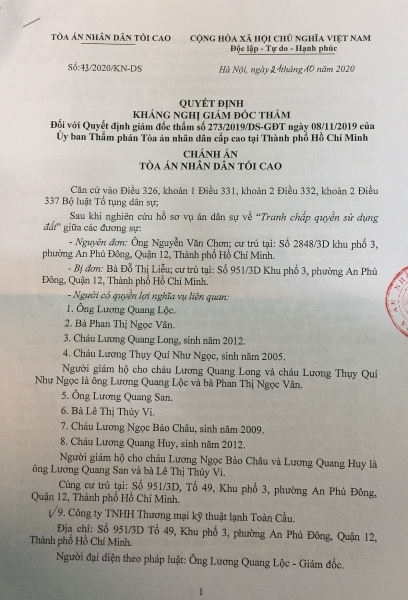 TÒA ÁN NHÂN DÂN TỐI CAO
CỘNG HÒA XÃ HỘI CHỦ NGHĨA VIỆT NAM
Độc lập - Tự do - Hạnh phúc
Số: 13/2020/KN-DS
Hà Nội, ngày 21 tháng 10 năm 2020
QUYẾT ĐỊNH
KHÁNG NGHỊ GIÁM ĐỐC THẨM
Đối với Quyết định giám đốc thẩm số 273/2019/DS-GĐT ngày 08/11/2019 của
Ủy ban Thẩm phán Tòa án nhân dân cấp cao tại Thành phố Hồ Chí Minh
CHÁNH ÁN
TÒA ÁN NHÂN DÂN TỐI CAO
Căn cứ vào Điều 326, khoản 1 Điều 331, khoản 2 Điều 332, khoản 2 Điều
337 Bộ luật Tố tụng dân sự;
Sau khi nghiên cứu hồ sơ vụ án dân sự về “Tranh chấp quyền sử dụng
đất” giữa các đương sự:
- Nguyên đơn: Ông Nguyễn Văn Chơn; cư trú tại: Số 2848/3D khu phố 3,
phường An Phú Đông, Quận 12, Thành phố Hồ Chí Minh.
- Bị đơn: Bà Đỗ Thị Liễu; cư trú tại: Số 951/3D Khu phố 3, phường An Phú
Đông, Quận 12, Thành phố Hồ Chí Minh.
- Người có quyền lợi nghĩa vụ liên quan:
1. Ông Lương Quang Lộc.
2. Bà Phan Thị Ngọc Vân.
3. Cháu Lương Quang Long, sinh năm 2012.
4. Cháu Lương Thụy Quí Như Ngọc, sinh năm 2005.
Người giám hộ cho cháu Lương Quang Long và cháu Lương Thụy Quí
Như Ngọc là ông Lương Quang Lộc và bà Phan Thị Ngọc Vân.
5. Ông Lương Quang San.
6. Bà Lê Thị Thúy Vi.
7. Cháu Lương Ngọc Bảo Châu, sinh năm 2009.
8. Cháu Lương Quang Huy, sinh năm 2012.
Người giám hộ cho cháu Lương Ngọc Bảo Châu và Lương Quang Huy là
ông Lương Quang San và bà Lê Thị Thúy Vi.
Cùng cư trú tại: Số 951/3D, Tổ 49, Khu phố 3, phường An Phú Đông,
Quận 12, Thành phố Hồ Chí Minh.
9. Công ty TNHH Thương mại kỹ thuật lạnh Toàn Cầu.
Địa chỉ: Số 951/3D Tổ 49, Khu phố 3, phường An Phú Đông, Quận 12,
Thành phố Hồ Chí Minh.
Người đại diện theo pháp luật: Ông Lương Quang Lộc - Giám đốc.
1